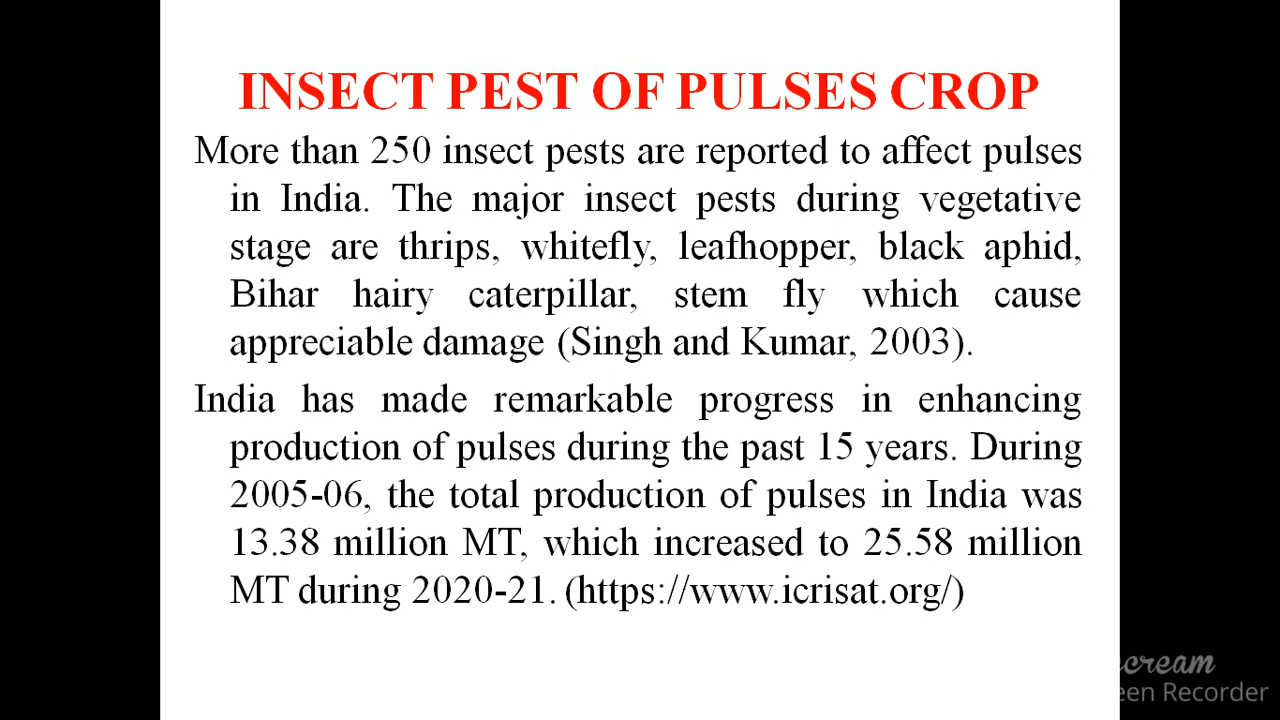 INSECT PEST OF PULSES CROP
More than 250 insect pests are reported to affect pulses
in India. The major insect pests during vegetative
stage are thrips, whitefly, leafhopper, black aphid,
Bihar hairy caterpillar, stem fly which cause
appreciable damage (Singh and Kumar, 2003).
India has made remarkable progress in enhancing
production of pulses during the past 15 years. During
2005-06, the total production of pulses in India was
13.38 million MT, which increased to 25.58 million
MT during 2020-21. (https://www.icrisat.org/)
cream
een Recorder